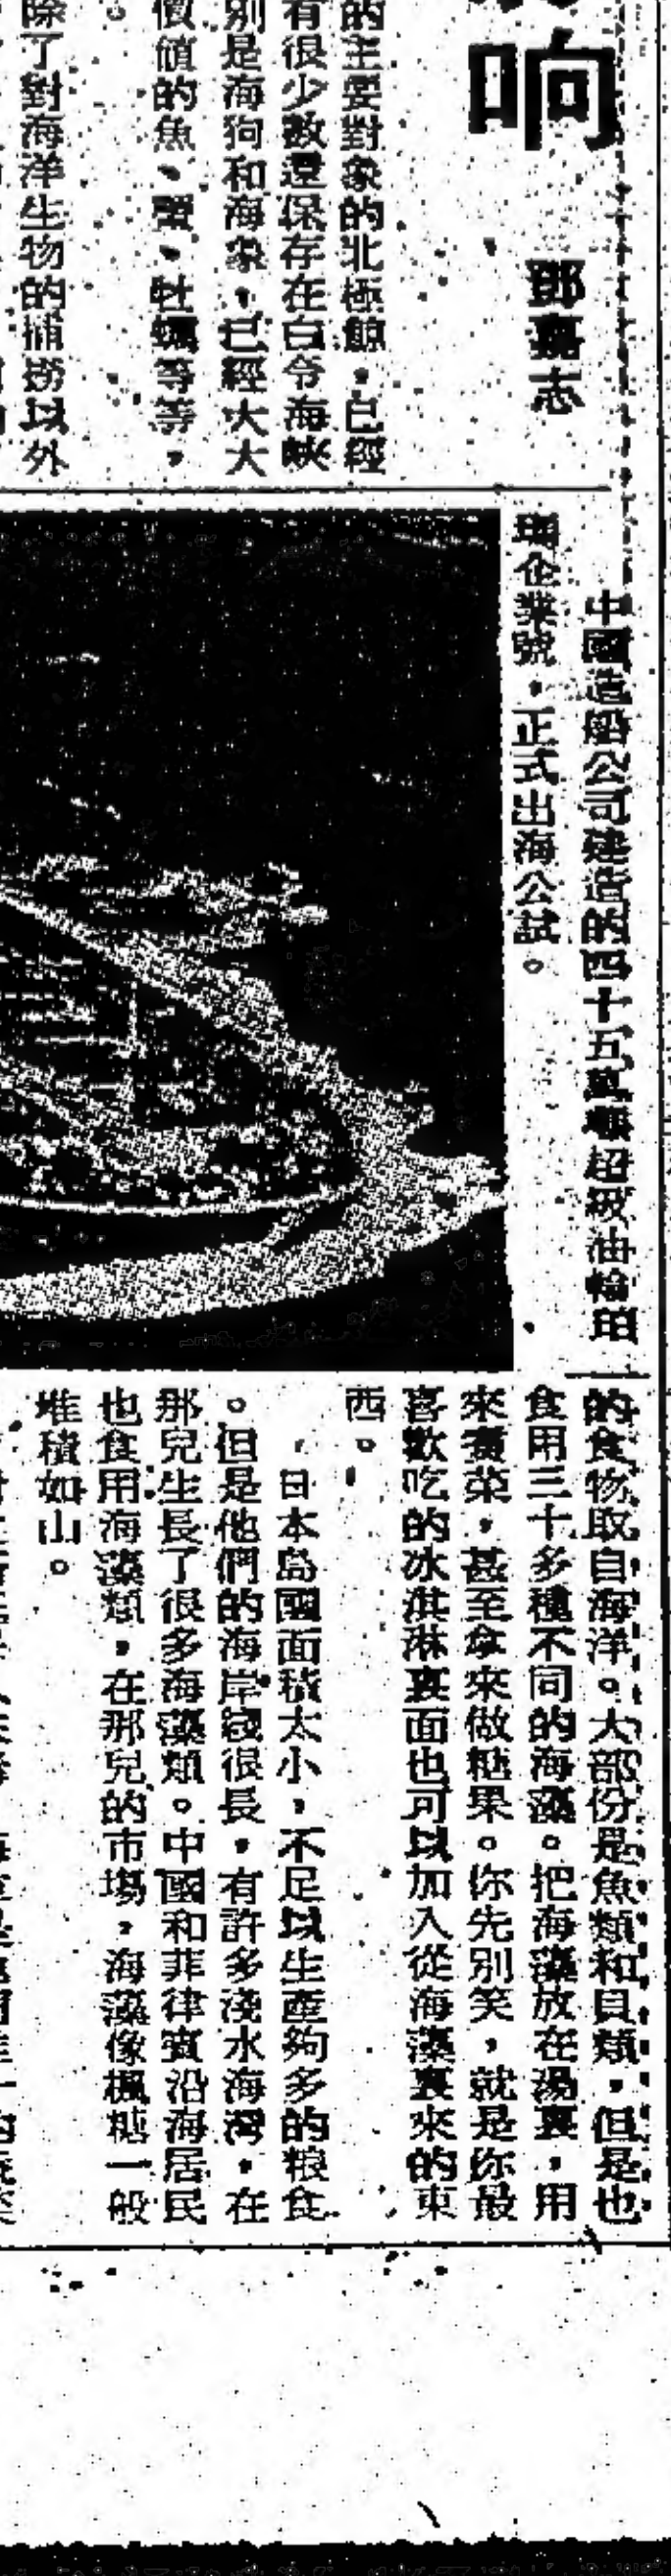 响
鄧嘉志
的主要對象的北極鯨，已經
有很少數還保存在白令海峽
別是海狗和海象，已經大大
價值的魚、蟹、牡蠣等等，
。
除了對海洋生物的捕撈以外
中國造船公司建造的四十五萬噸超級油輪珀
瑪企業號，正式出海公試。
的食物取自海洋。大部份是魚類和貝類，但是也
食用三十多種不同的海藻。把海藻放在湯裏，用
來煑菜，甚至拿來做糖果。你先別笑，就是你最
喜歡吃的冰淇淋裏面也可以加入從海藻裏來的東
西。
日本島國面積太小，不足以生產夠多的粮食
。但是他們的海岸綫很長，有許多淺水海灣，在
那兒生長了很多海藻類。中國和菲律賓沿海居民
也食用海藻類，在那兒的市場，海藻像楓糖一般
堆積如山。